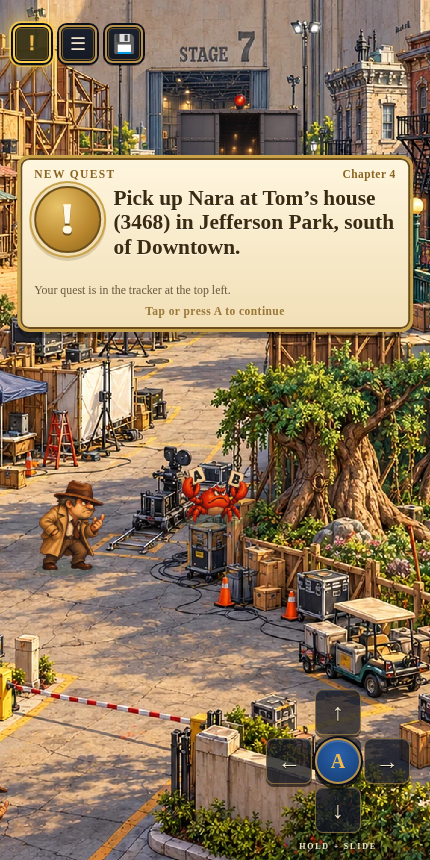 !
☰
STAGE 7
NEW QUEST
Chapter 4
!
Pick up Nara at Tom’s house
(3468) in Jefferson Park, south
of Downtown.
Your quest is in the tracker at the top left.
Tap or press A to continue
↑
← A →
↓
HOLD - SLIDE